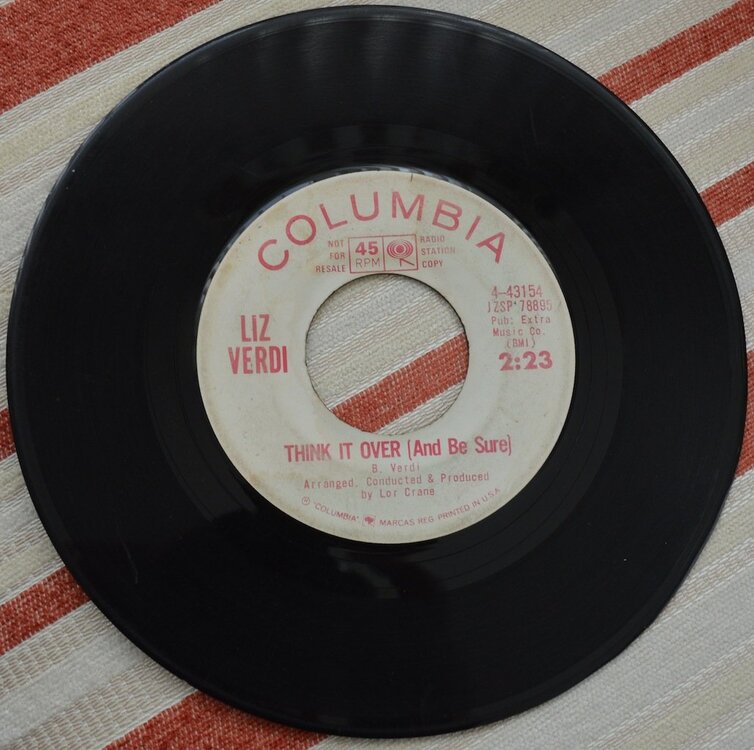 COLUMBIA
NOT
FOR
RESALE
45
RPM
RADIO
STATION
COPY
4-43154
JZSP 78895
Pub: Extra
Music Co.
(BMI)
2:23
LIZ
VERDI
THINK IT OVER (And Be Sure)
B. Verdi
Arranged, Conducted & Produced
by Lor Crane
® "COLUMBIA", MARCAS REG. PRINTED IN U.S.A.